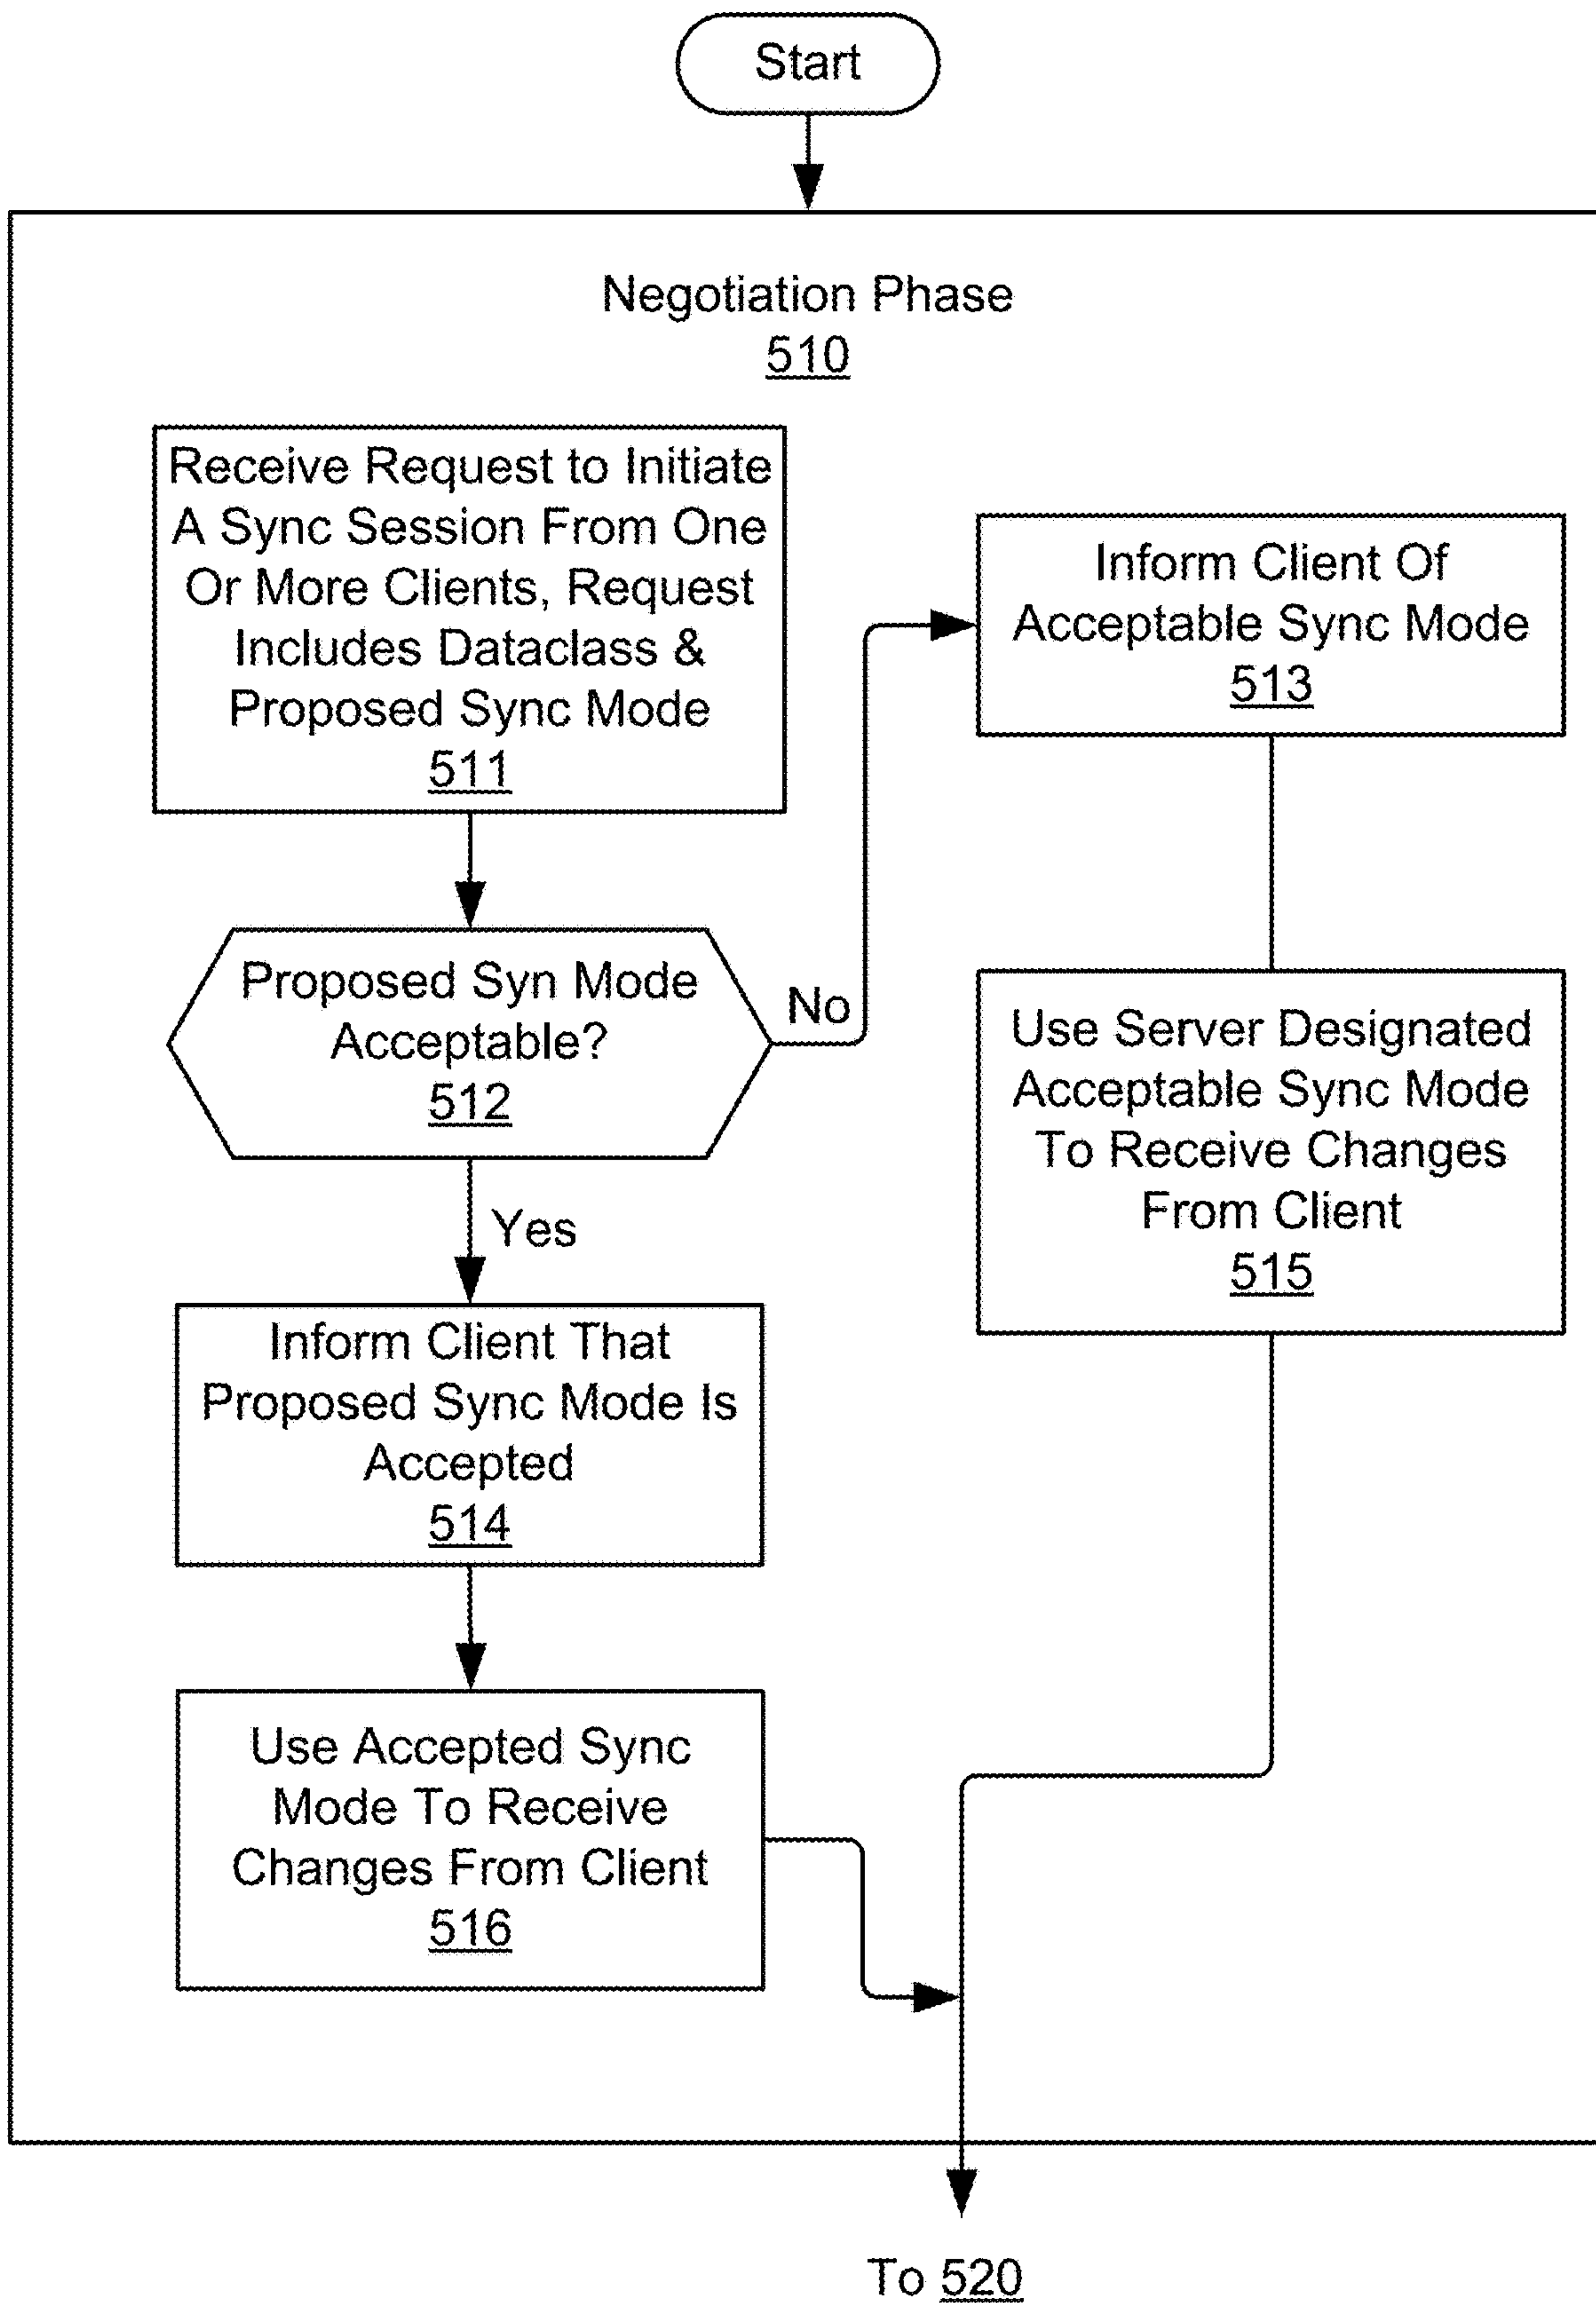 Start
Negotiation Phase
510
Receive Request to Initiate
A Sync Session From One
Or More Clients, Request
Includes Dataclass &
Proposed Sync Mode
511
Proposed Syn Mode
Acceptable?
512
No
Inform Client Of
Acceptable Sync Mode
513
Use Server Designated
Acceptable Sync Mode
To Receive Changes
From Client
515
Yes
Inform Client That
Proposed Sync Mode Is
Accepted
514
Use Accepted Sync
Mode To Receive
Changes From Client
516
To 520